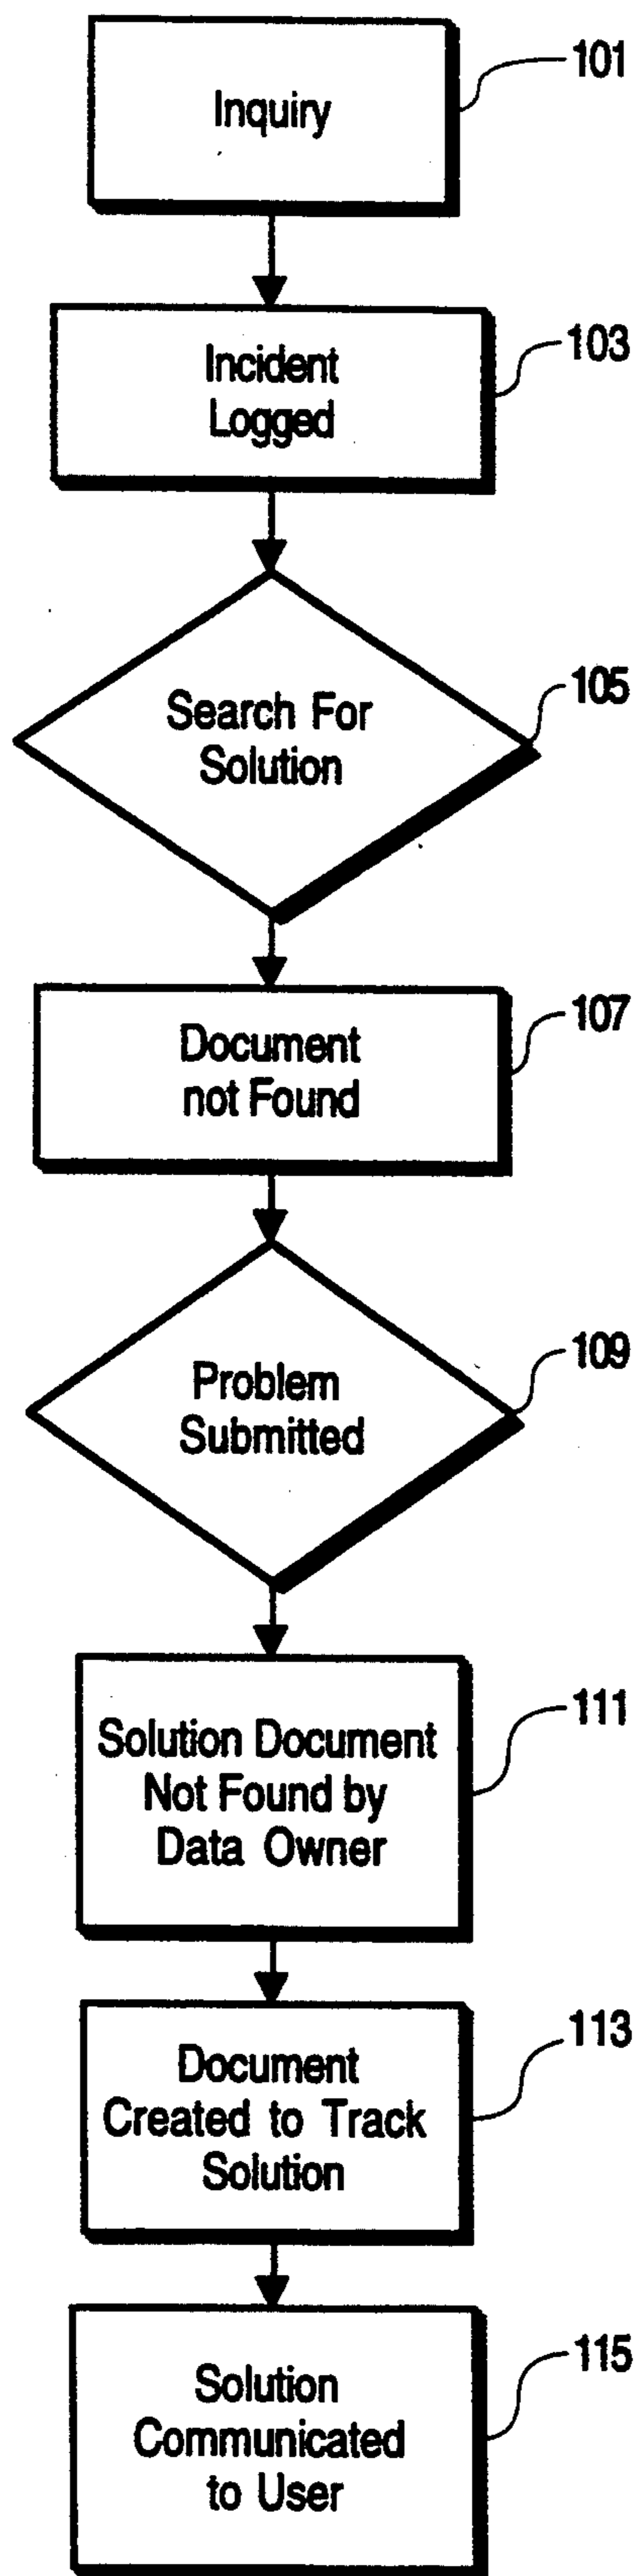 Inquiry
101
Incident
Logged
103
Search For
Solution
105
Document
not Found
107
Problem
Submitted
109
Solution Document
Not Found by
Data Owner
111
Document
Created to Track
Solution
113
Solution
Communicated
to User
115